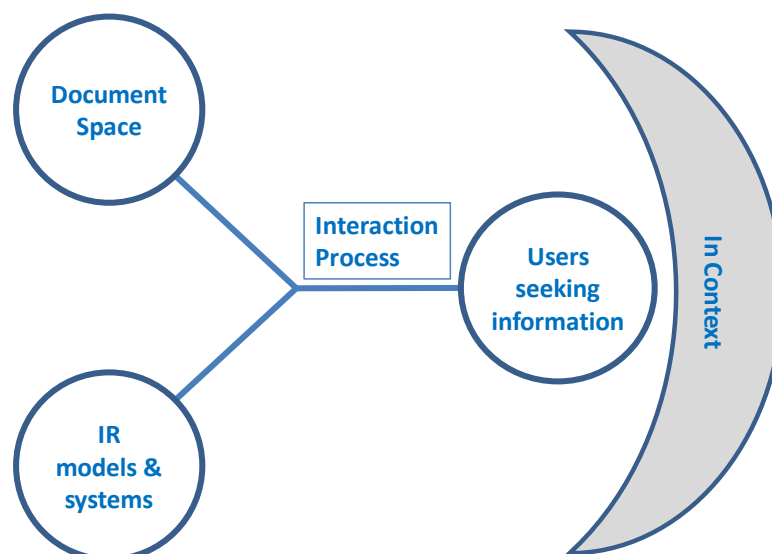 Document
Space
Interaction
Process
Users
seeking
information
In Context
IR
models &
systems